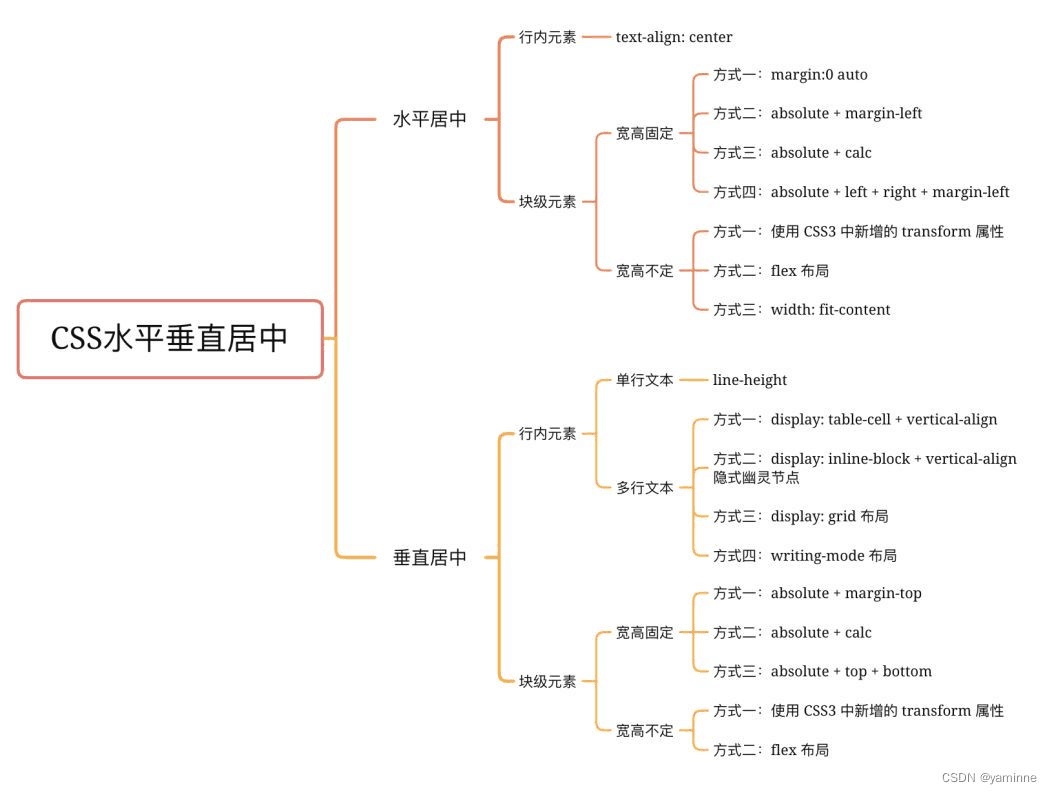 CSS水平垂直居中
水平居中
行内元素
text-align: center
块级元素
宽高固定
方式一：margin:0 auto
方式二：absolute + margin-left
方式三：absolute + calc
方式四：absolute + left + right + margin-left
宽高不定
方式一：使用 CSS3 中新增的 transform 属性
方式二：flex 布局
方式三：width: fit-content
垂直居中
行内元素
单行文本
line-height
多行文本
方式一：display: table-cell + vertical-align
方式二：display: inline-block + vertical-align
隐式幽灵节点
方式三：display: grid 布局
方式四：writing-mode 布局
块级元素
宽高固定
方式一：absolute + margin-top
方式二：absolute + calc
方式三：absolute + top + bottom
宽高不定
方式一：使用 CSS3 中新增的 transform 属性
方式二：flex 布局
CSDN @yaminne